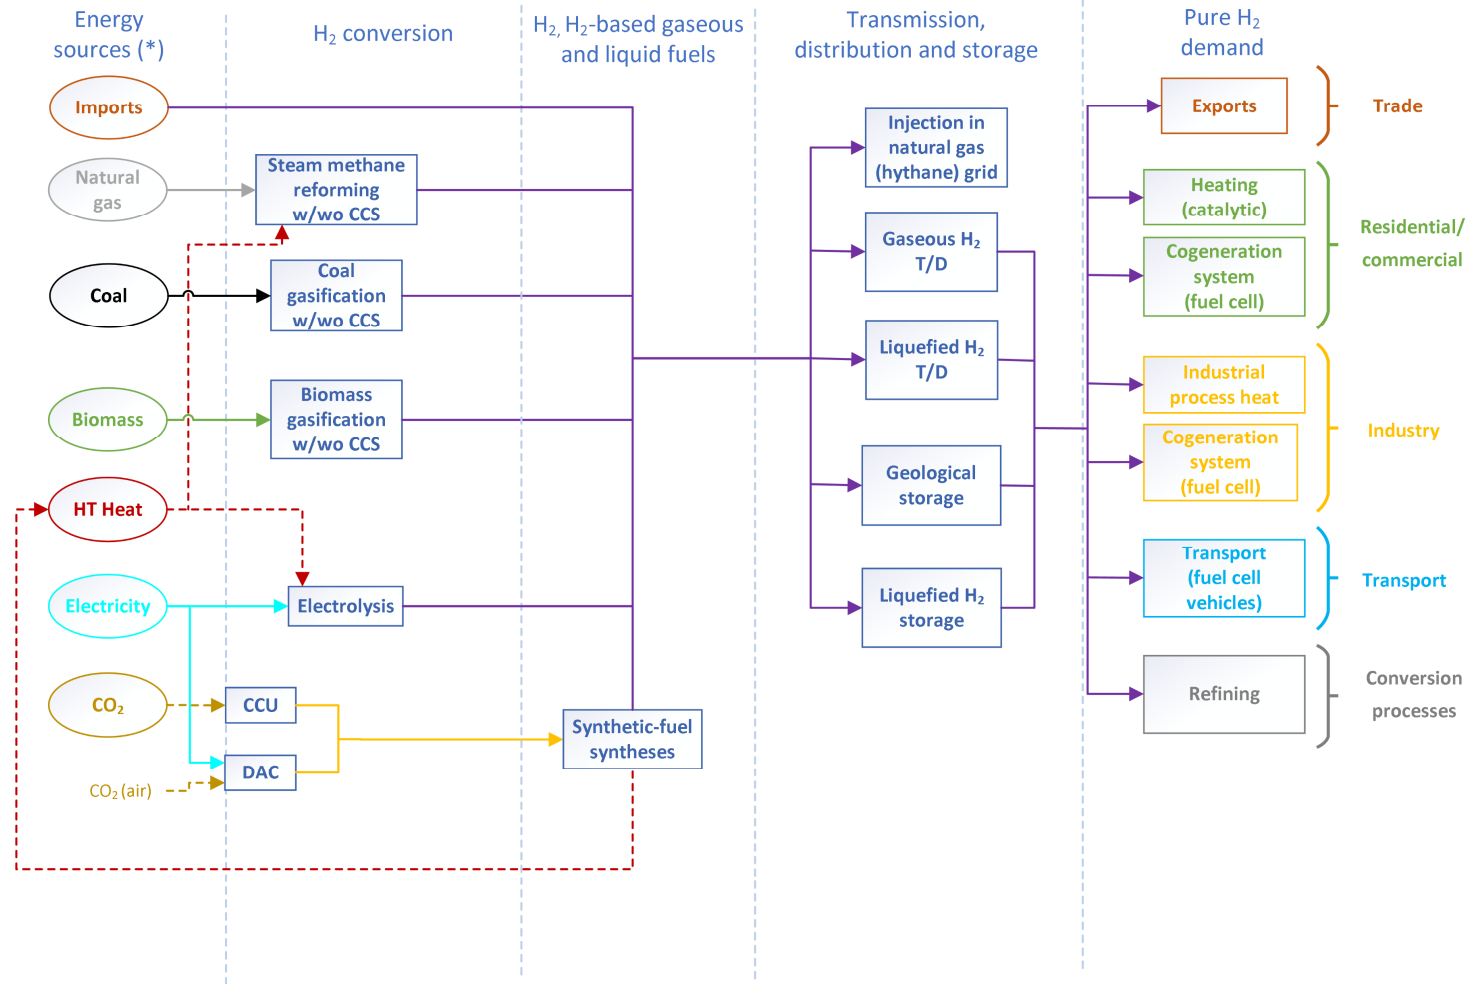 Energy
sources (*)
H₂ conversion
H₂, H₂-based gaseous
and liquid fuels
Transmission,
distribution and storage
Pure H₂
demand
Imports
Natural
gas
Coal
Biomass
HT Heat
Electricity
CO₂
CO₂ (air)
Steam methane
reforming
w/wo CCS
Coal
gasification
w/wo CCS
Biomass
gasification
w/wo CCS
Electrolysis
CCU
DAC
Synthetic-fuel
syntheses
Injection in
natural gas
(hythane) grid
Gaseous H₂
T/D
Liquefied H₂
T/D
Geological
storage
Liquefied H₂
storage
Exports
Heating
(catalytic)
Cogeneration
system
(fuel cell)
Industrial
process heat
Cogeneration
system
(fuel cell)
Transport
(fuel cell
vehicles)
Refining
Trade
Residential/
commercial
Industry
Transport
Conversion
processes